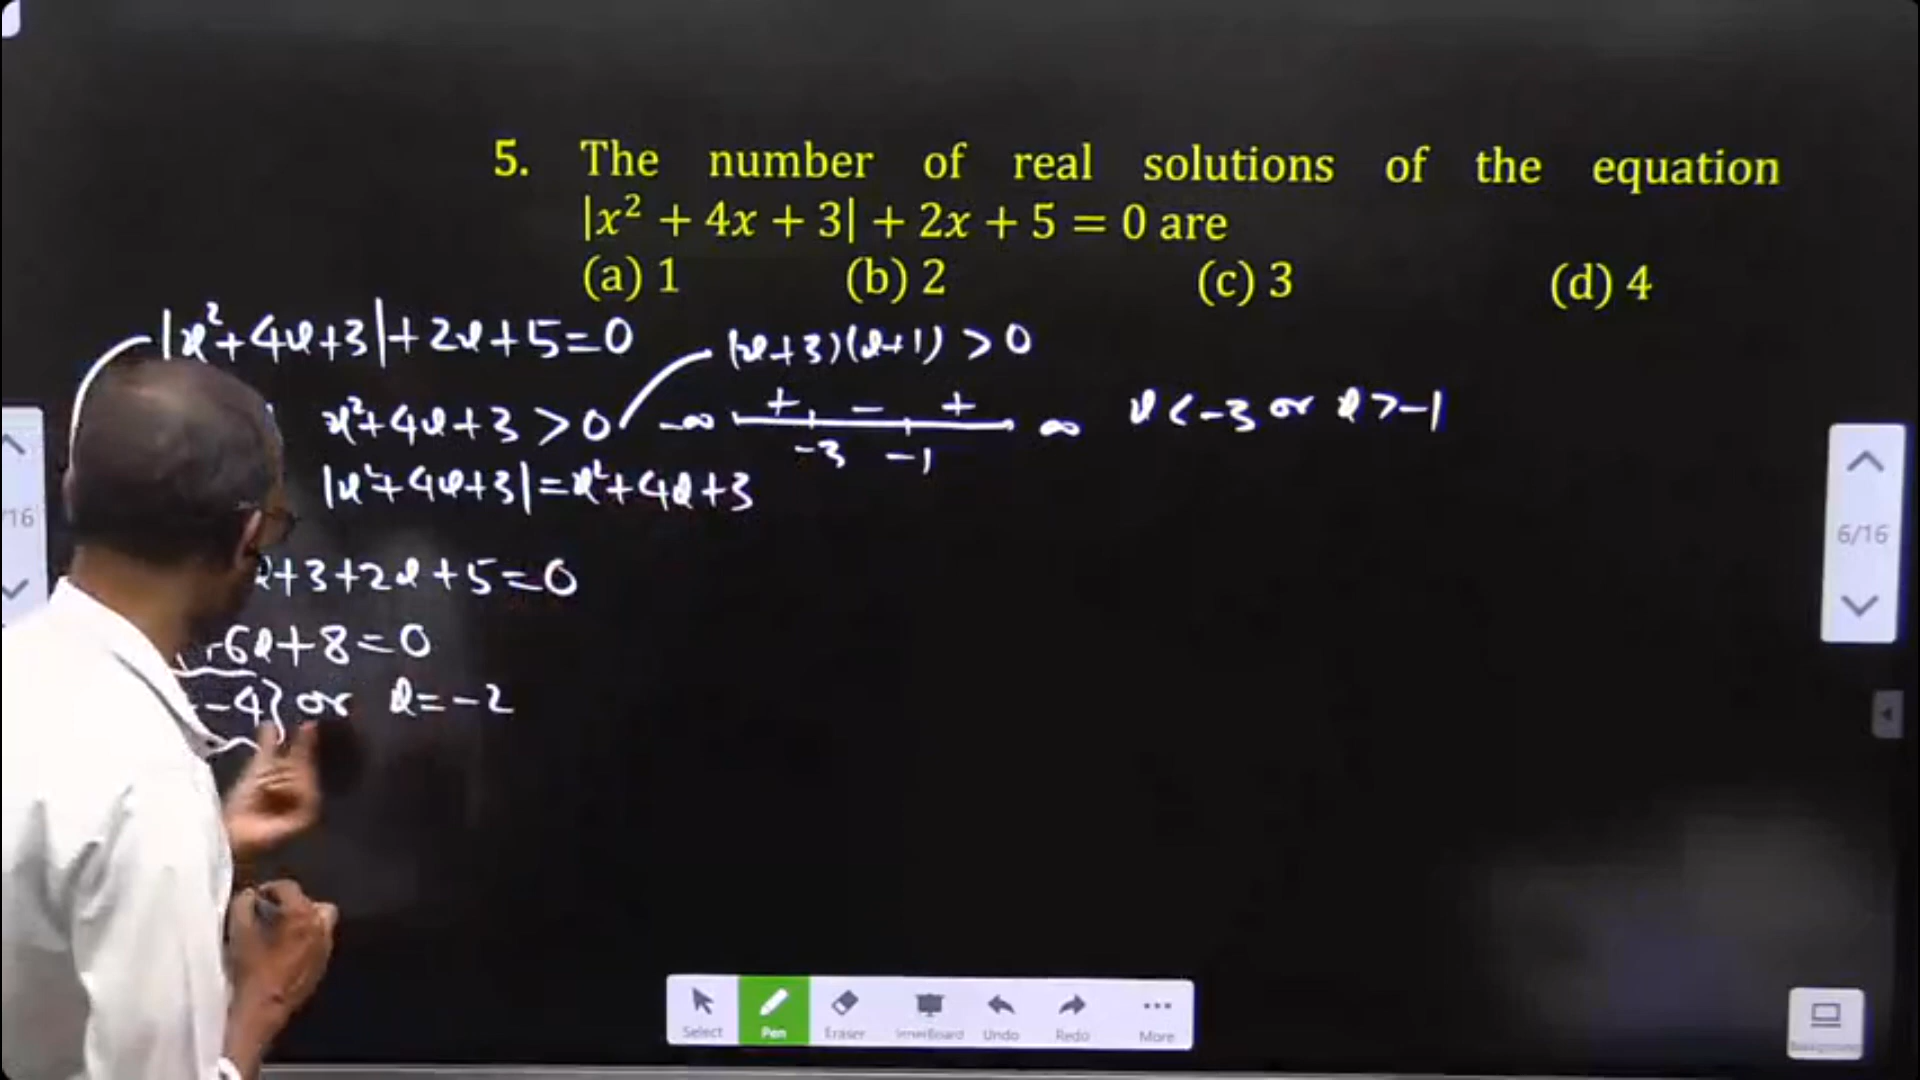 5. The number of real solutions of the equation
|x² + 4x + 3| + 2x + 5 = 0 are
(a) 1 (b) 2 (c) 3 (d) 4
|x²+4x+3|+2x+5=0
(x+3)(x+1) > 0
x²+4x+3 > 0
-∞ + - + ∞
-3 -1
x < -3 or x > -1
|x²+4x+3| = x²+4x+3
x+3+2x+5=0
6x+8=0
-4} or x = -2
/16
6/16
Select Pen Eraser Undo Redo More